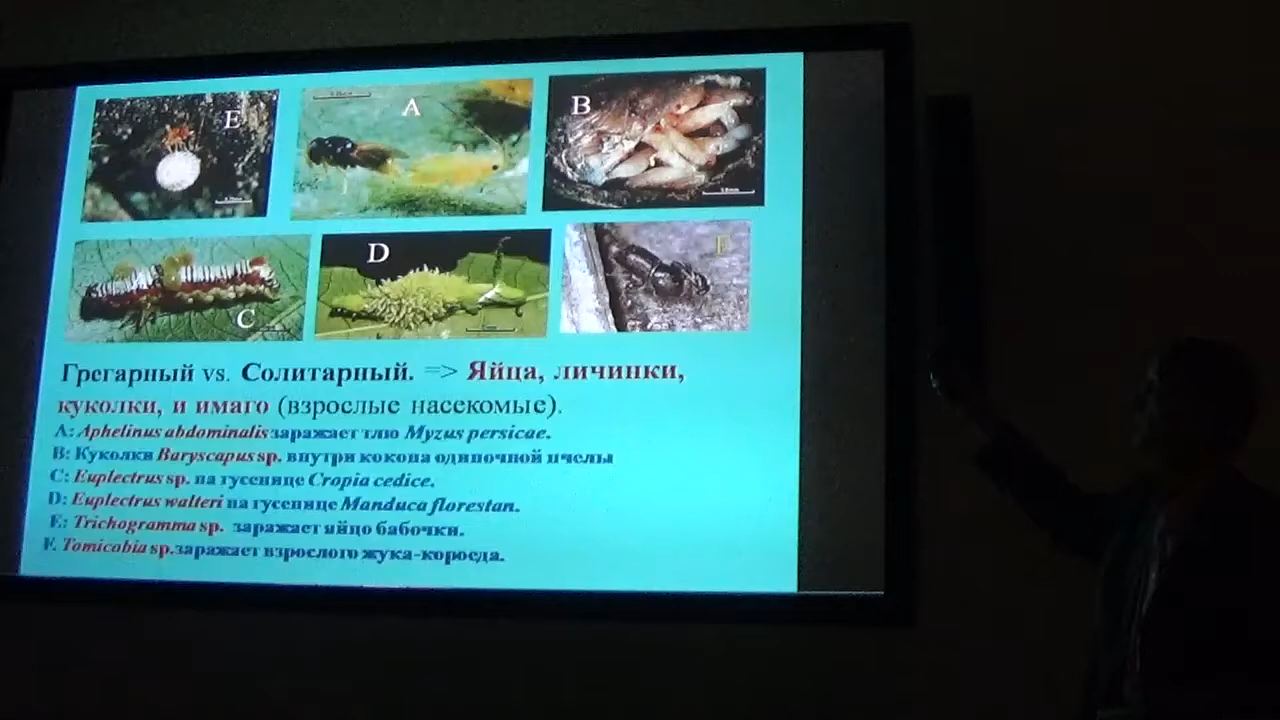 E
A
B
C
D
F
Грегарный vs. Солитарный. => Яйца, личинки,
куколки, и имаго (взрослые насекомые).
A: Aphelinus abdominalis заражает тлю Myzus persicae.
B: Куколки Baryscapus sp. внутри кокона одиночной пчелы
C: Euplectrus sp. на гусенице Cropia cedice.
D: Euplectrus walteri на гусенице Manduca florestan.
E: Trichogramma sp. заражает яйцо бабочки.
F. Tomicobia sp. заражает взрослого жука-короеда.